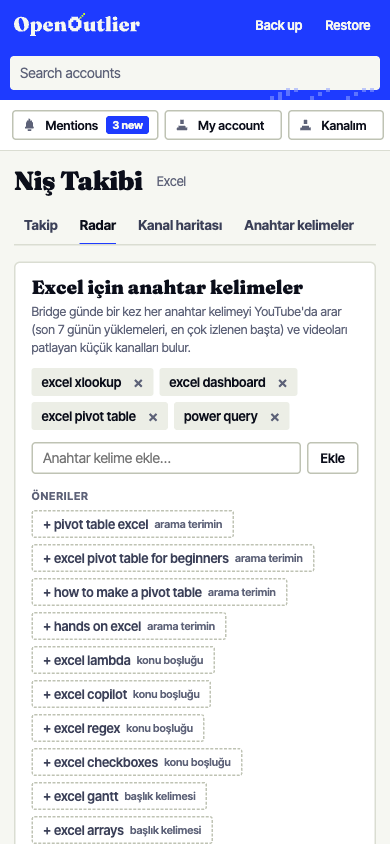 OpenOutlier
Back up Restore
Search accounts
Mentions 3 new My account Kanalım
Niş Takibi Excel
Takip Radar Kanal haritası Anahtar kelimeler
Excel için anahtar kelimeler
Bridge günde bir kez her anahtar kelimeyi YouTube'da arar
(son 7 günün yüklemeleri, en çok izlenen başta) ve videoları
patlayan küçük kanalları bulur.
excel xlookup × excel dashboard ×
excel pivot table × power query ×
Anahtar kelime ekle... Ekle
ÖNERILER
+ pivot table excel arama terimin
+ excel pivot table for beginners arama terimin
+ how to make a pivot table arama terimin
+ hands on excel arama terimin
+ excel lambda konu boşluğu
+ excel copilot konu boşluğu
+ excel regex konu boşluğu
+ excel checkboxes konu boşluğu
+ excel gantt başlık kelimesi
+ excel arrays başlık kelimesi